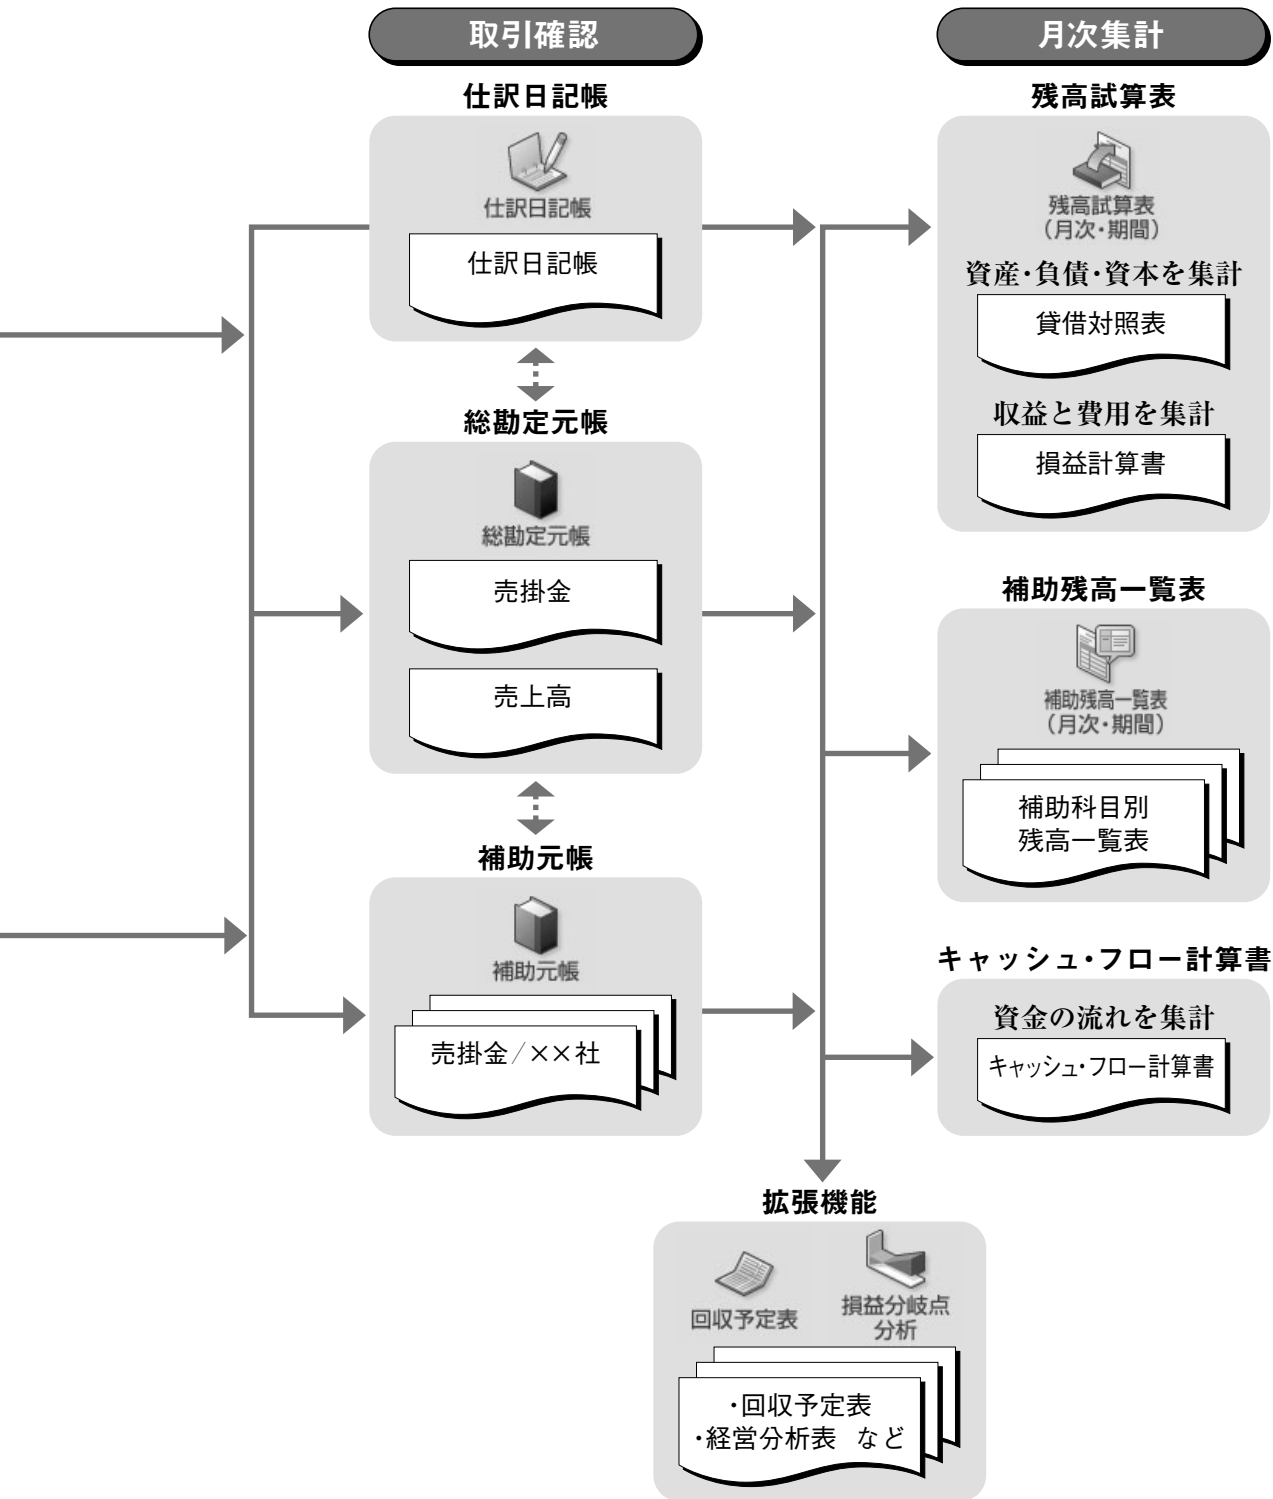 取引確認
仕訳日記帳
仕訳日記帳
仕訳日記帳
総勘定元帳
総勘定元帳
売掛金
売上高
補助元帳
補助元帳
売掛金/××社
月次集計
残高試算表
残高試算表
(月次・期間)
資産・負債・資本を集計
貸借対照表
収益と費用を集計
損益計算書
補助残高一覧表
補助残高一覧表
(月次・期間)
補助科目別
残高一覧表
キャッシュ・フロー計算書
資金の流れを集計
キャッシュ・フロー計算書
拡張機能
回収予定表
損益分岐点
分析
・回収予定表
・経営分析表 など